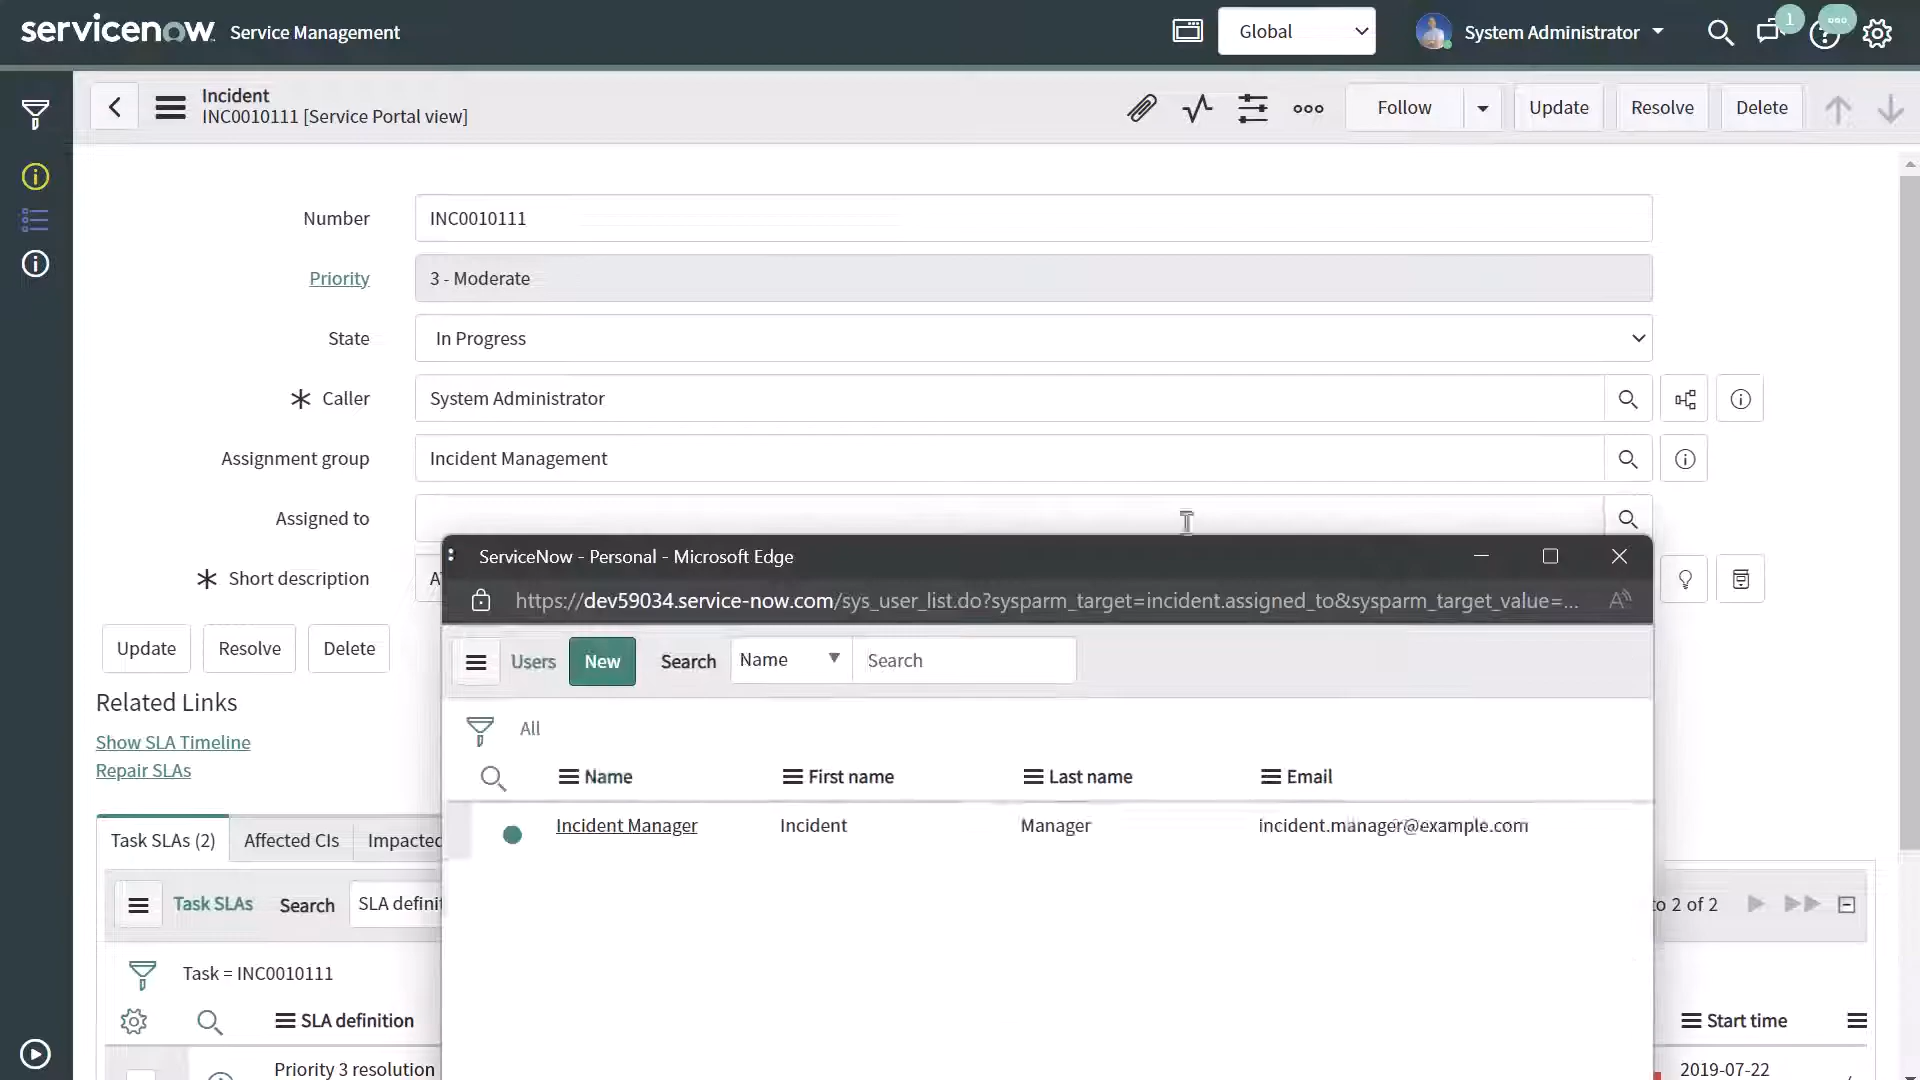 servicenow Service Management
Global
System Administrator
1
Incident
INC0010111 [Service Portal view]
Follow
Update
Resolve
Delete
Number
INC0010111
Priority
3 - Moderate
State
In Progress
Caller
System Administrator
Assignment group
Incident Management
Assigned to
Short description
Update
Resolve
Delete
Related Links
Show SLA Timeline
Repair SLAs
Task SLAs (2)
Affected CIs
Impacted
Task SLAs
Search
SLA definit
to 2 of 2
Task = INC0010111
SLA definition
Start time
Priority 3 resolution
2019-07-22
ServiceNow - Personal - Microsoft Edge
https://dev59034.service-now.com/sys_user_list.do?sysparm_target=incident.assigned_to&sysparm_target_value=...
Users
New
Search
Name
Search
All
Name
First name
Last name
Email
Incident Manager
Incident
Manager
incident.manager@example.com